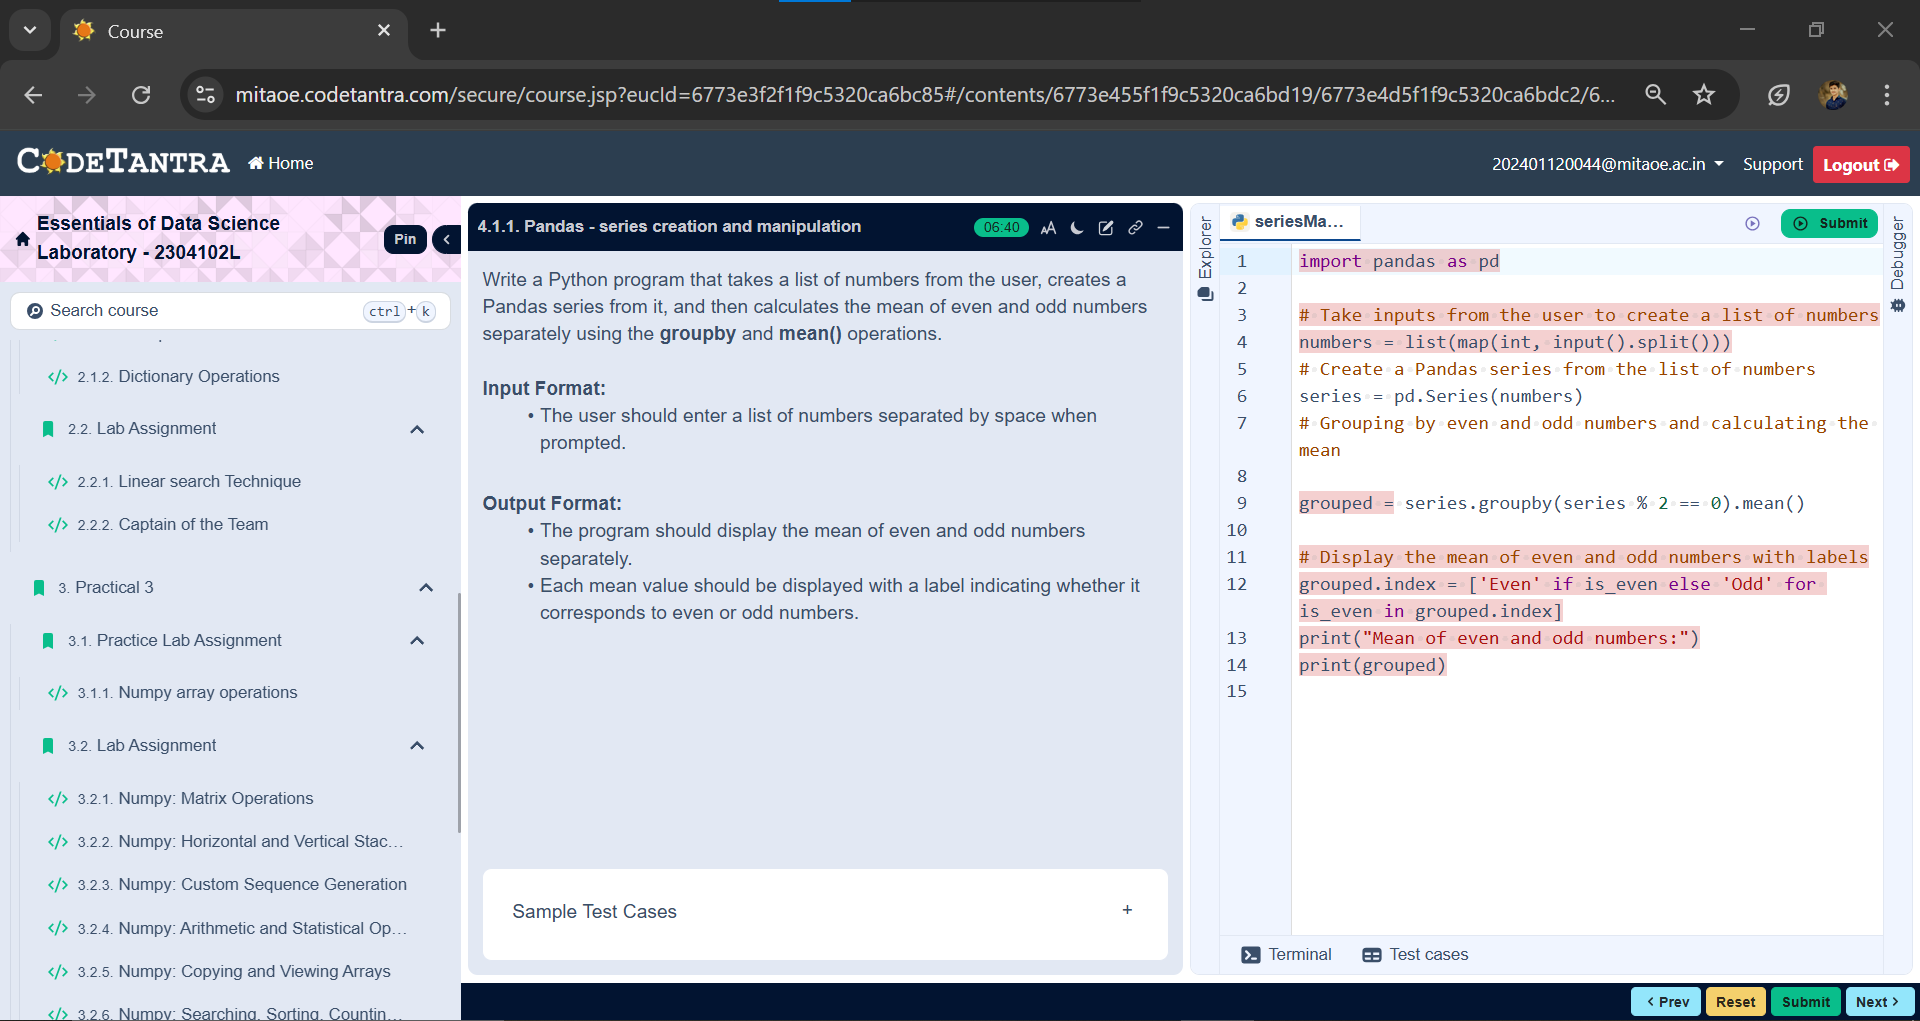 Course
mitaoe.codetantra.com/secure/course.jsp?eucId=6773e3f2f1f9c5320ca6bc85#/contents/6773e455f1f9c5320ca6bd19/6773e4d5f1f9c5320ca6bdc2/6...
CODETANTRA
Home
202401120044@mitaoe.ac.in
Support
Logout
Essentials of Data Science
Laboratory - 2304102L
Pin
Search course
ctrl + k
2.1.2. Dictionary Operations
2.2. Lab Assignment
2.2.1. Linear search Technique
2.2.2. Captain of the Team
3. Practical 3
3.1. Practice Lab Assignment
3.1.1. Numpy array operations
3.2. Lab Assignment
3.2.1. Numpy: Matrix Operations
3.2.2. Numpy: Horizontal and Vertical Stac...
3.2.3. Numpy: Custom Sequence Generation
3.2.4. Numpy: Arithmetic and Statistical Op...
3.2.5. Numpy: Copying and Viewing Arrays
3.2.6. Numpy: Searching, Sorting, Countin...
4.1.1. Pandas - series creation and manipulation
06:40
AA
Write a Python program that takes a list of numbers from the user, creates a
Pandas series from it, and then calculates the mean of even and odd numbers
separately using the groupby and mean() operations.
Input Format:
• The user should enter a list of numbers separated by space when
prompted.
Output Format:
• The program should display the mean of even and odd numbers
separately.
• Each mean value should be displayed with a label indicating whether it
corresponds to even or odd numbers.
Sample Test Cases
+
Explorer
seriesMa...
Submit
Debugger
1 import pandas as pd
2
3 # Take inputs from the user to create a list of numbers
4 numbers = list(map(int, input().split()))
5 # Create a Pandas series from the list of numbers
6 series = pd.Series(numbers)
7 # Grouping by even and odd numbers and calculating the
mean
8
9 grouped = series.groupby(series % 2 == 0).mean()
10
11 # Display the mean of even and odd numbers with labels
12 grouped.index = ['Even' if is_even else 'Odd' for
is_even in grouped.index]
13 print("Mean of even and odd numbers:")
14 print(grouped)
15
Terminal
Test cases
< Prev
Reset
Submit
Next >